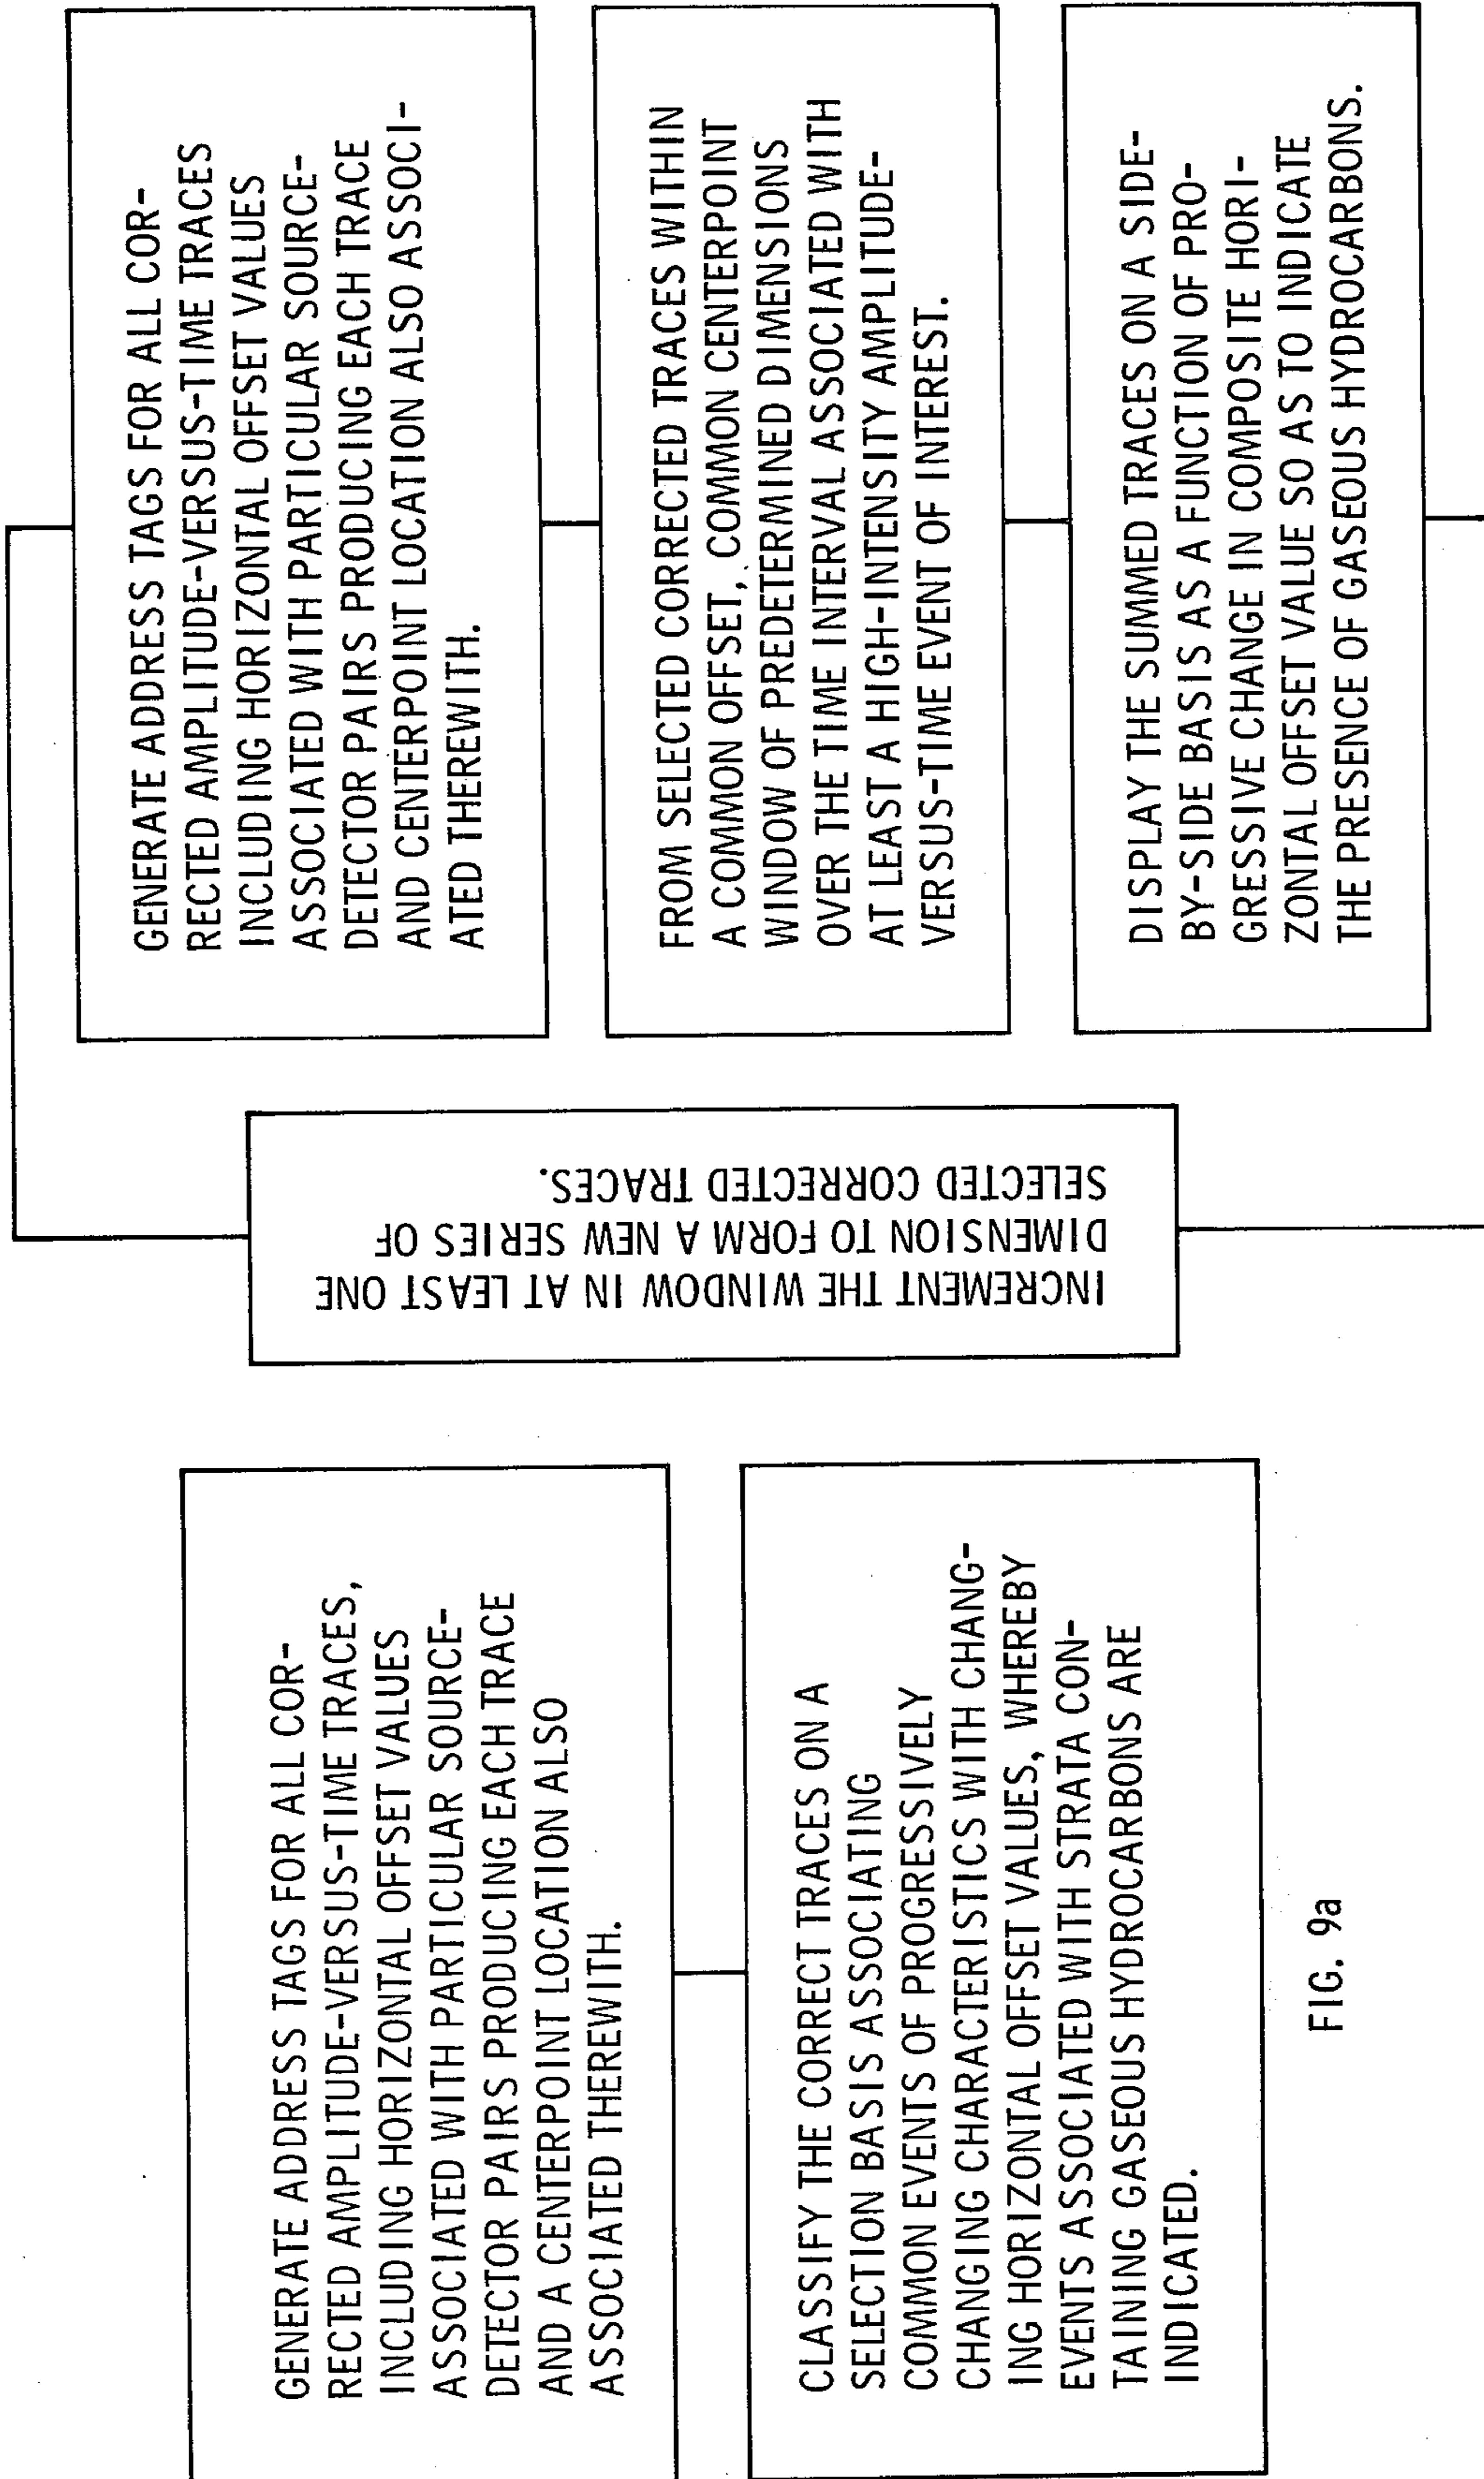 GENERATE ADDRESS TAGS FOR ALL COR-
RECTED AMPLITUDE-VERSUS-TIME TRACES,
INCLUDING HORIZONTAL OFFSET VALUES
ASSOCIATED WITH PARTICULAR SOURCE-
DETECTOR PAIRS PRODUCING EACH TRACE
AND A CENTERPOINT LOCATION ALSO
ASSOCIATED THEREWITH.
CLASSIFY THE CORRECT TRACES ON A
SELECTION BASIS ASSOCIATING
COMMON EVENTS OF PROGRESSIVELY
CHANGING CHARACTERISTICS WITH CHANG-
ING HORIZONTAL OFFSET VALUES, WHEREBY
EVENTS ASSOCIATED WITH STRATA CON-
TAINING GASEOUS HYDROCARBONS ARE
INDICATED.
FIG. 9a
INCREMENT THE WINDOW IN AT LEAST ONE
DIMENSION TO FORM A NEW SERIES OF
SELECTED CORRECTED TRACES.
GENERATE ADDRESS TAGS FOR ALL COR-
RECTED AMPLITUDE-VERSUS-TIME TRACES
INCLUDING HORIZONTAL OFFSET VALUES
ASSOCIATED WITH PARTICULAR SOURCE-
DETECTOR PAIRS PRODUCING EACH TRACE
AND CENTERPOINT LOCATION ALSO ASSOCI-
ATED THEREWITH.
FROM SELECTED CORRECTED TRACES WITHIN
A COMMON OFFSET, COMMON CENTERPOINT
WINDOW OF PREDETERMINED DIMENSIONS
OVER THE TIME INTERVAL ASSOCIATED WITH
AT LEAST A HIGH-INTENSITY AMPLITUDE-
VERSUS-TIME EVENT OF INTEREST.
DISPLAY THE SUMMED TRACES ON A SIDE-
BY-SIDE BASIS AS A FUNCTION OF PRO-
GRESSIVE CHANGE IN COMPOSITE HORI-
ZONTAL OFFSET VALUE SO AS TO INDICATE
THE PRESENCE OF GASEOUS HYDROCARBONS.